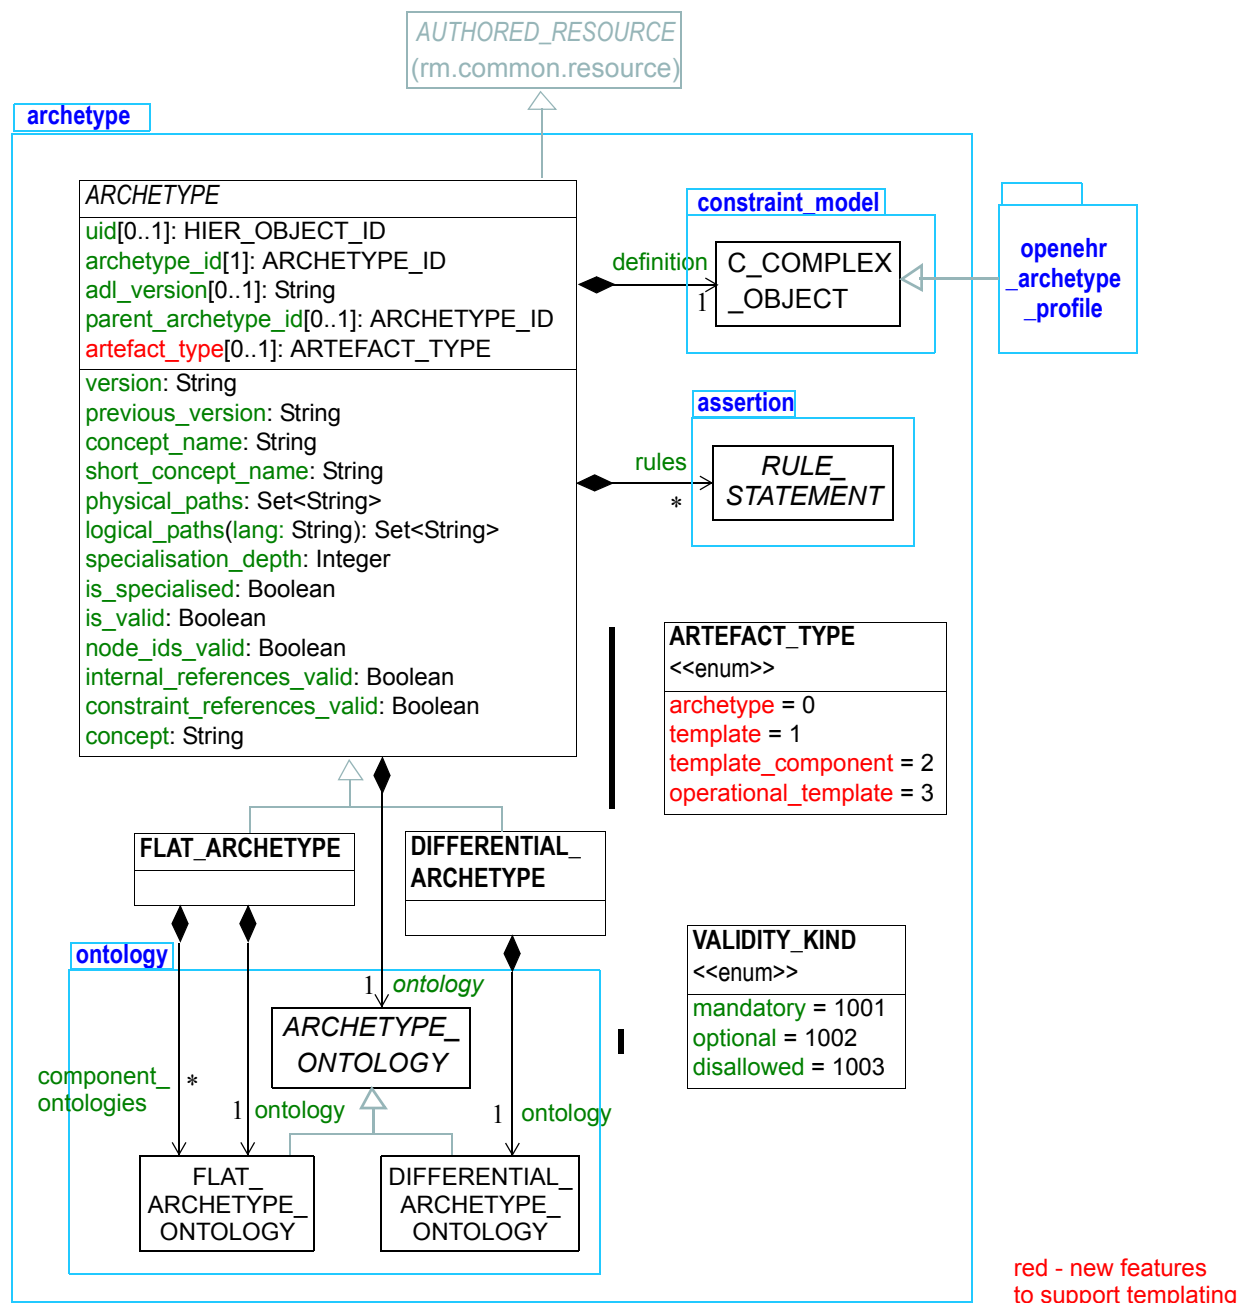 AUTHORED_RESOURCE
(rm.common.resource)
archetype
ARCHETYPE
uid[0..1]: HIER_OBJECT_ID
archetype_id[1]: ARCHETYPE_ID
adl_version[0..1]: String
parent_archetype_id[0..1]: ARCHETYPE_ID
artefact_type[0..1]: ARTEFACT_TYPE
version: String
previous_version: String
concept_name: String
short_concept_name: String
physical_paths: Set<String>
logical_paths(lang: String): Set<String>
specialisation_depth: Integer
is_specialised: Boolean
is_valid: Boolean
node_ids_valid: Boolean
internal_references_valid: Boolean
constraint_references_valid: Boolean
concept: String
definition
1
constraint_model
C_COMPLEX
_OBJECT
openehr
_archetype
_profile
rules
*
assertion
RULE_
STATEMENT
ARTEFACT_TYPE
<<enum>>
archetype = 0
template = 1
template_component = 2
operational_template = 3
FLAT_ARCHETYPE
DIFFERENTIAL_
ARCHETYPE
VALIDITY_KIND
<<enum>>
mandatory = 1001
optional = 1002
disallowed = 1003
ontology
1 ontology
ARCHETYPE_
ONTOLOGY
component_
ontologies
*
1 ontology
1 ontology
FLAT_
ARCHETYPE_
ONTOLOGY
DIFFERENTIAL_
ARCHETYPE_
ONTOLOGY
red - new features
to support templating